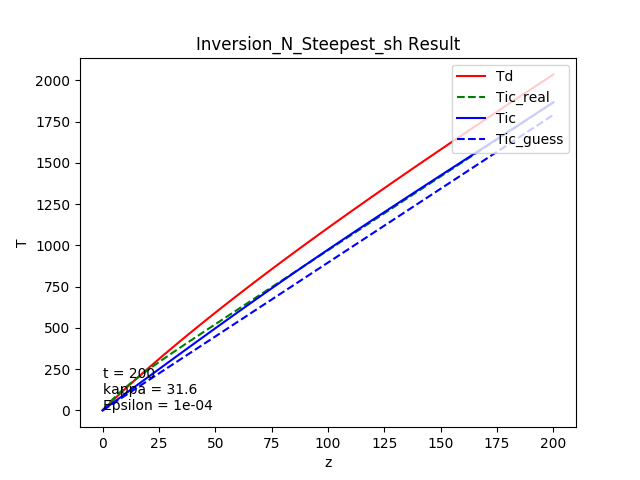 Inversion_N_Steepest_sh Result
Td
Tic_real
Tic
Tic_guess
T
2000
1750
1500
1250
1000
750
500
250
0
t = 200
kappa = 31.6
Epsilon = 1e-04
0 25 50 75 100 125 150 175 200
z